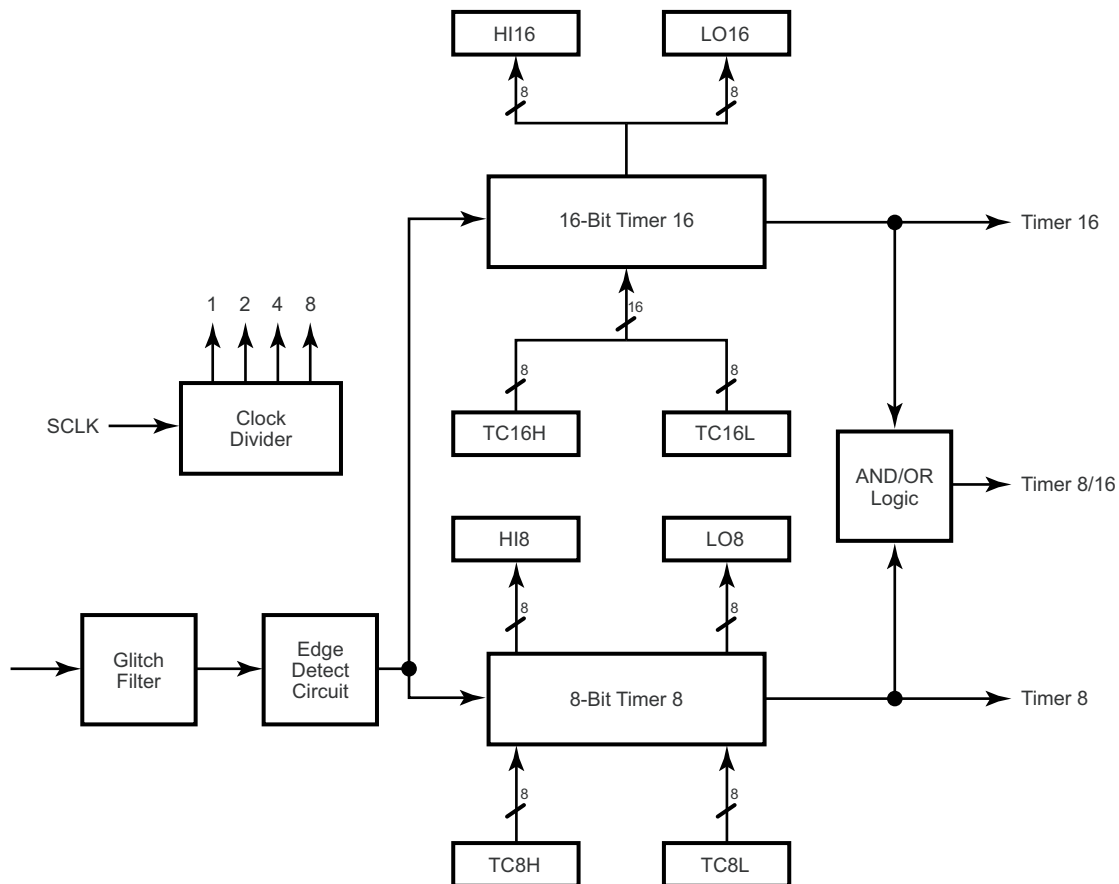 HI16
LO16
8
8
16-Bit Timer 16
Timer 16
1 2 4 8
16
8
8
SCLK
Clock
Divider
TC16H
TC16L
AND/OR
Logic
Timer 8/16
HI8
LO8
8
8
Glitch
Filter
Edge
Detect
Circuit
8-Bit Timer 8
Timer 8
8
8
TC8H
TC8L